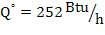 Q° = 252 Btu/h